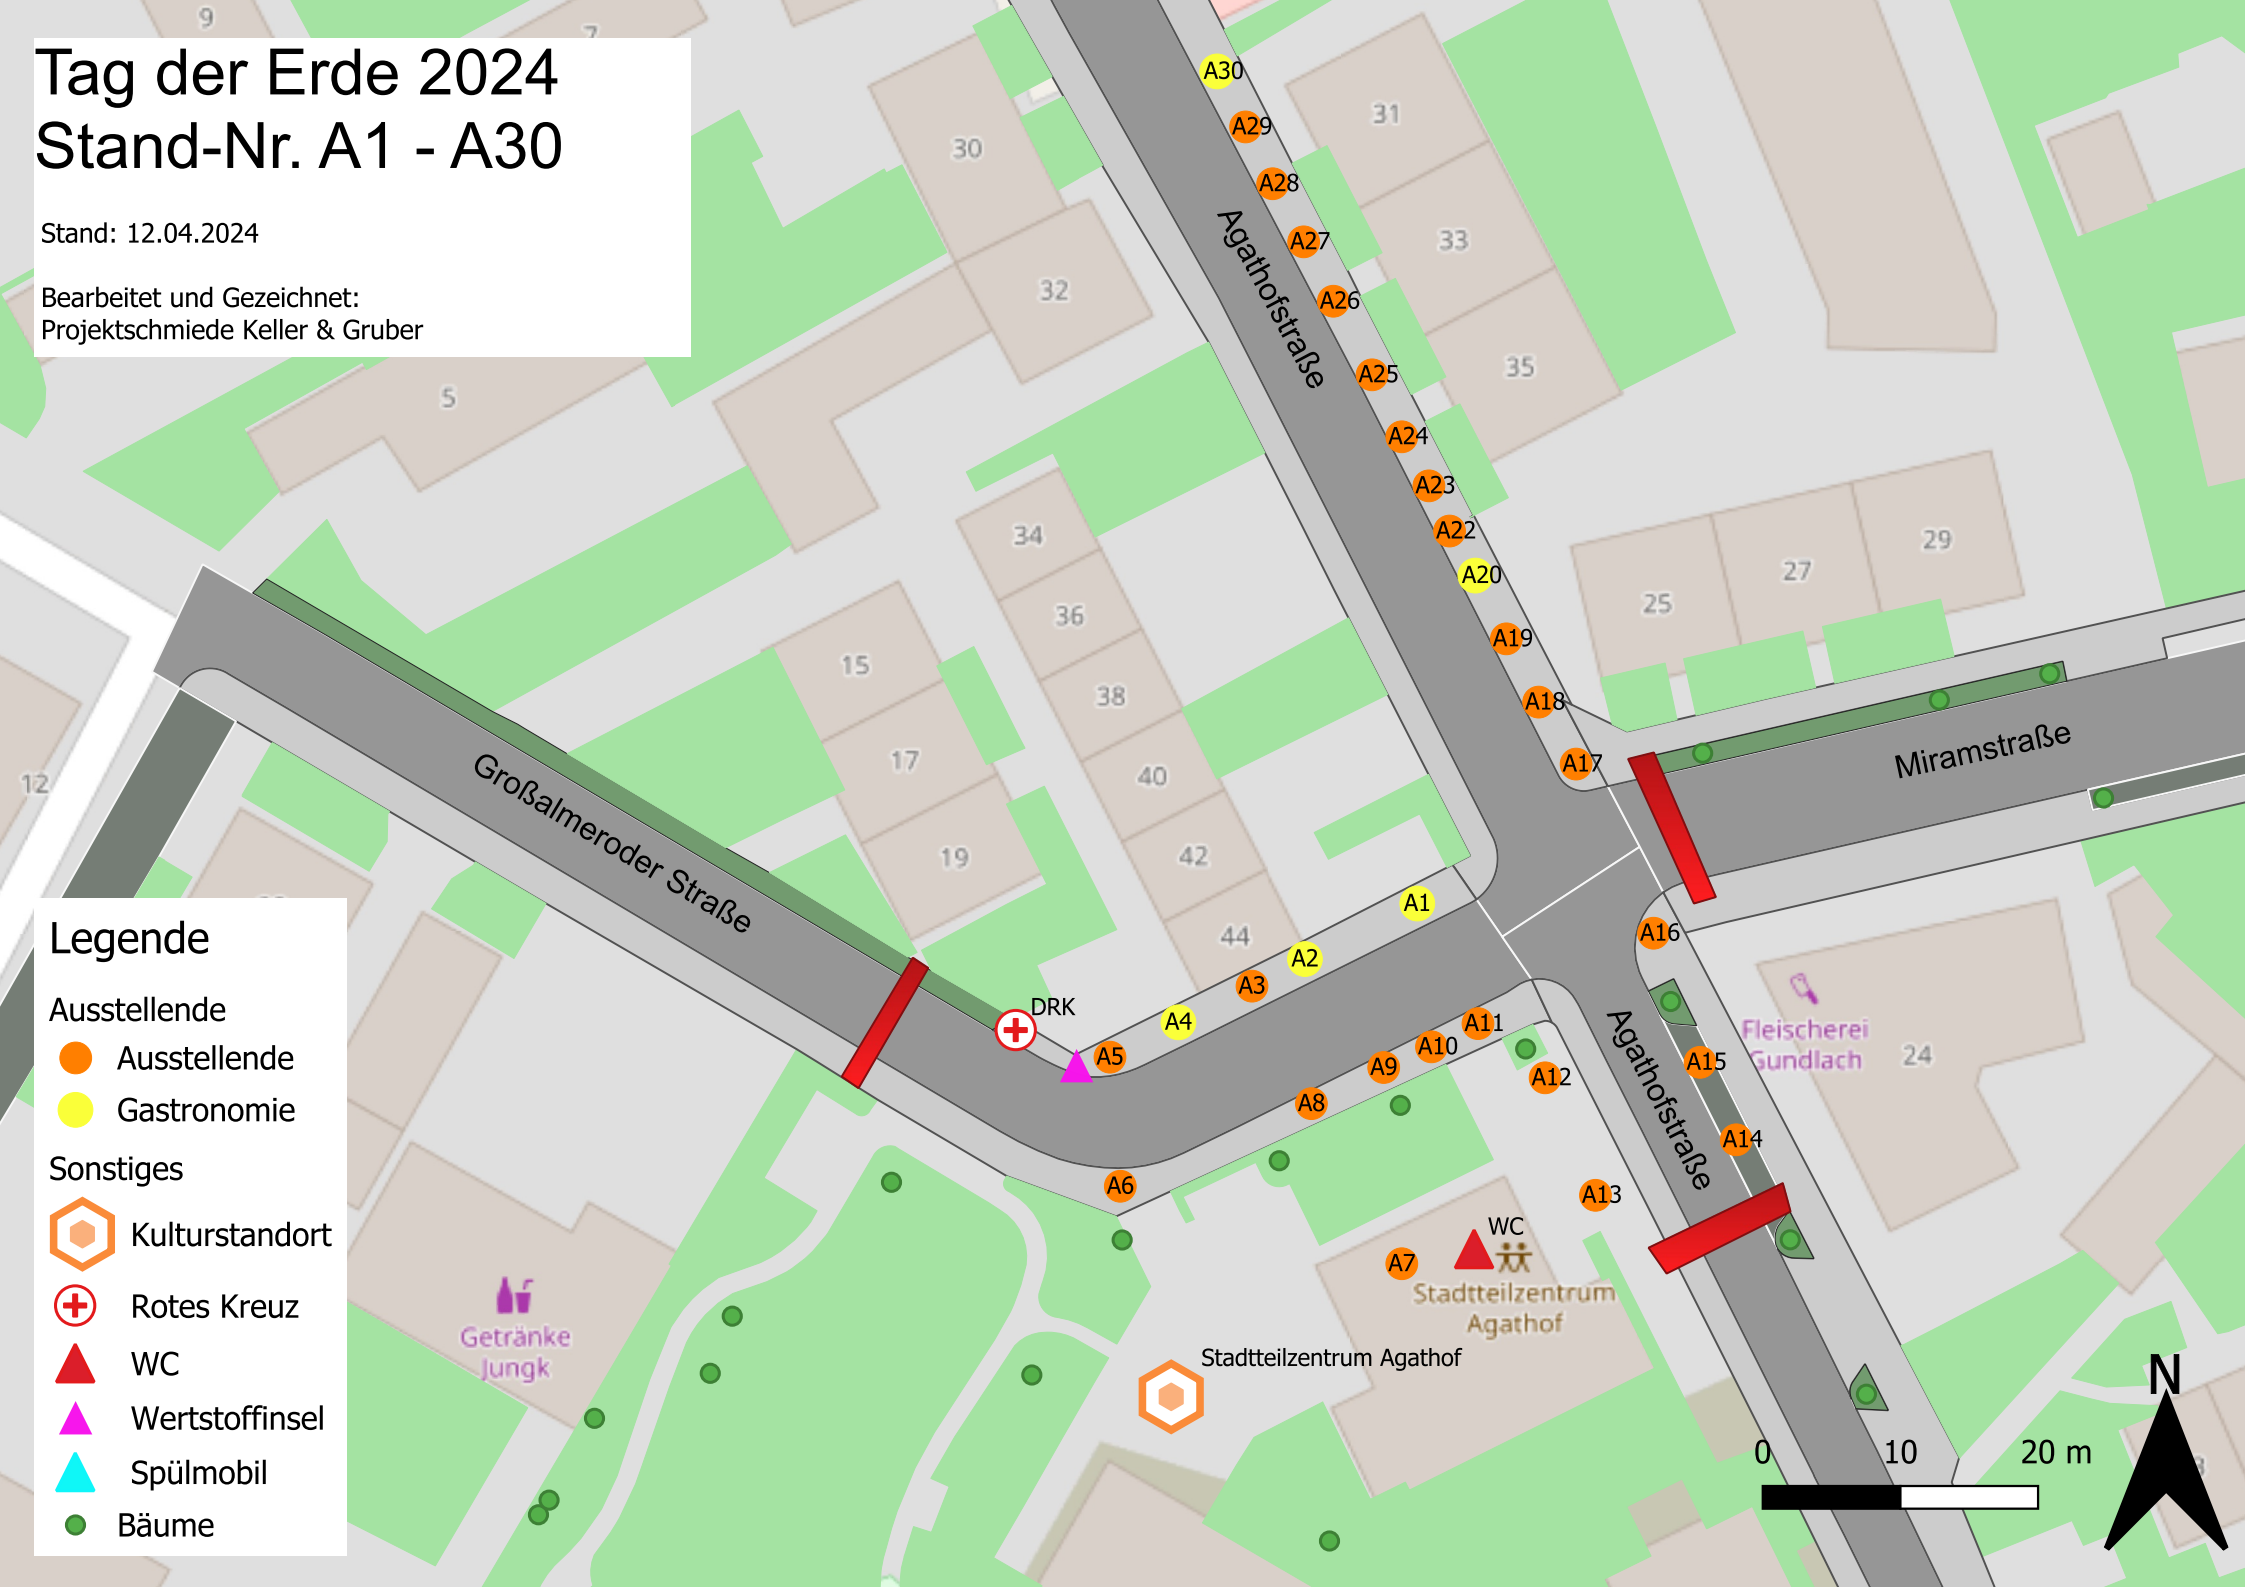 9
7
Tag der Erde 2024
Stand-Nr. A1 - A30
Stand: 12.04.2024
Bearbeitet und Gezeichnet:
Projektschmiede Keller & Gruber
A30
A29
A28
A27
A26
A25
A24
A23
A22
A20
A19
A18
A17
31
33
35
30
32
5
Agathofstraße
34
36
38
40
42
44
15
17
19
25
27
29
Miramstraße
12
Großalmeroder Straße
A1
A2
A3
A4
A5
DRK
A6
A7
A8
A9
A10
A11
A12
A13
A14
A15
A16
Agathofstraße
Fleischerei
Gundlach
24
WC
Stadtteilzentrum
Agathof
Stadtteilzentrum Agathof
Getränke
Jungk
Legende
Ausstellende
Ausstellende
Gastronomie
Sonstiges
Kulturstandort
Rotes Kreuz
WC
Wertstoffinsel
Spülmobil
Bäume
N
0 10 20 m